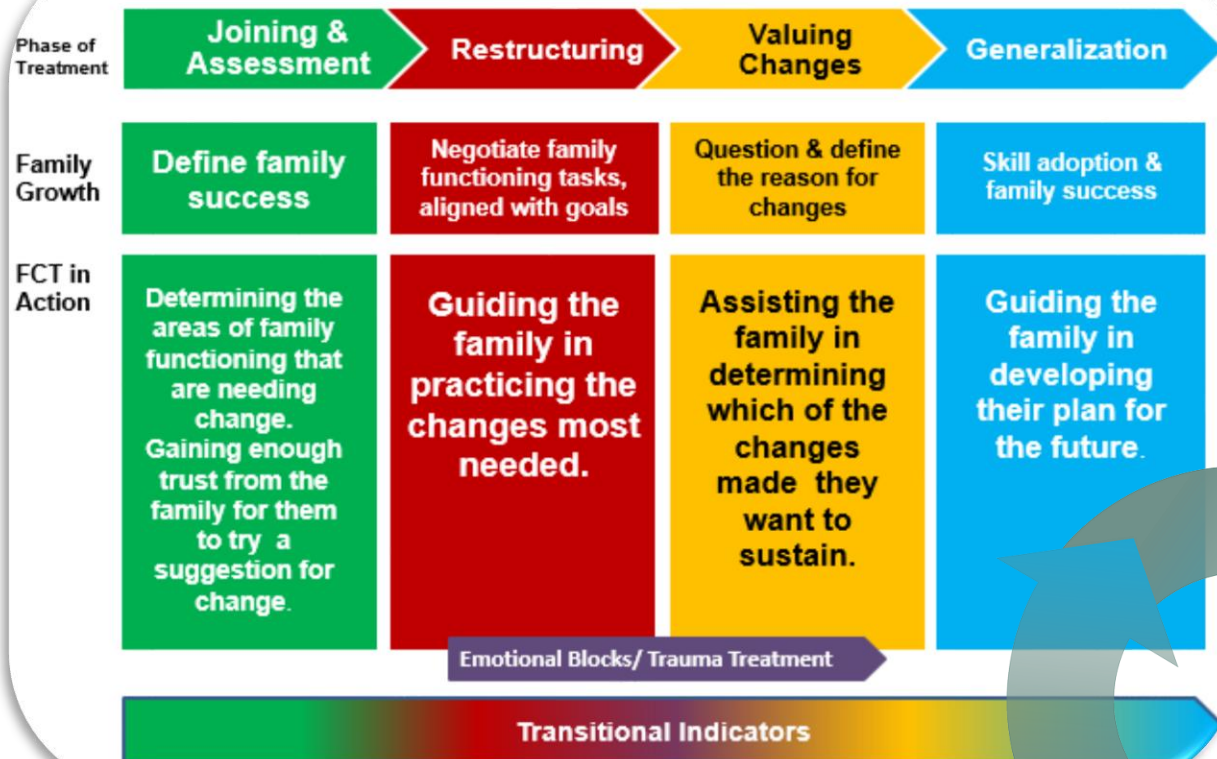 Phase of
Treatment
Joining &
Assessment
Restructuring
Valuing
Changes
Generalization
Family
Growth
Define family
success
Negotiate family
functioning tasks,
aligned with goals
Question & define
the reason for
changes
Skill adoption &
family success
FCT in
Action
Determining the
areas of family
functioning that
are needing
change.
Gaining enough
trust from the
family for them
to try a
suggestion for
change.
Guiding the
family in
practicing the
changes most
needed.
Assisting the
family in
determining
which of the
changes
made they
want to
sustain.
Guiding the
family in
developing
their plan for
the future.
Emotional Blocks/ Trauma Treatment
Transitional Indicators